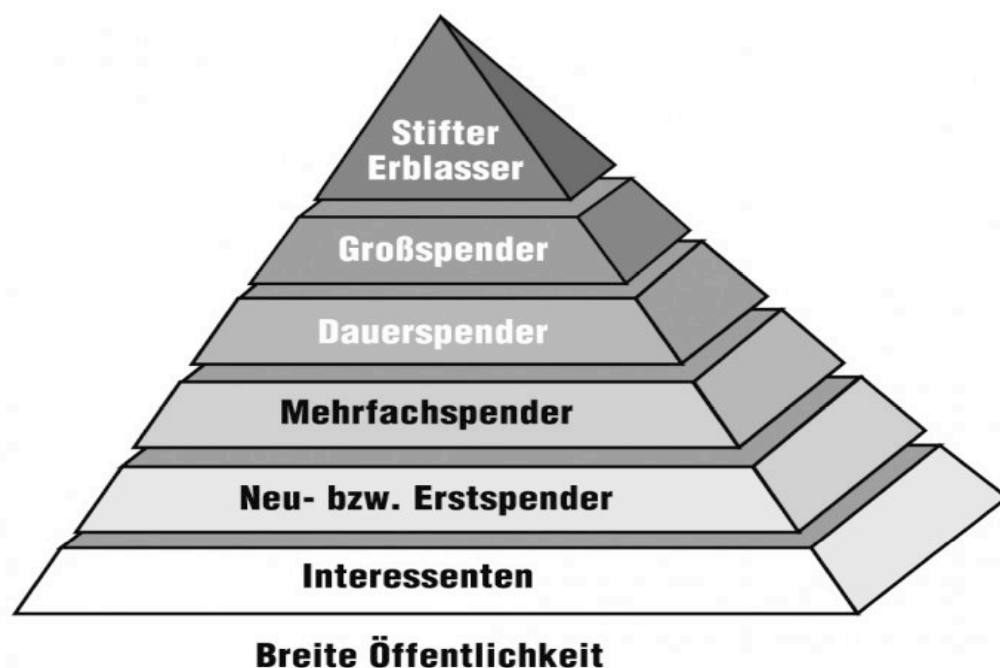 Stifter
Erblasser
Großspender
Dauerspender
Mehrfachspender
Neu- bzw. Erstspender
Interessenten
Breite Öffentlichkeit